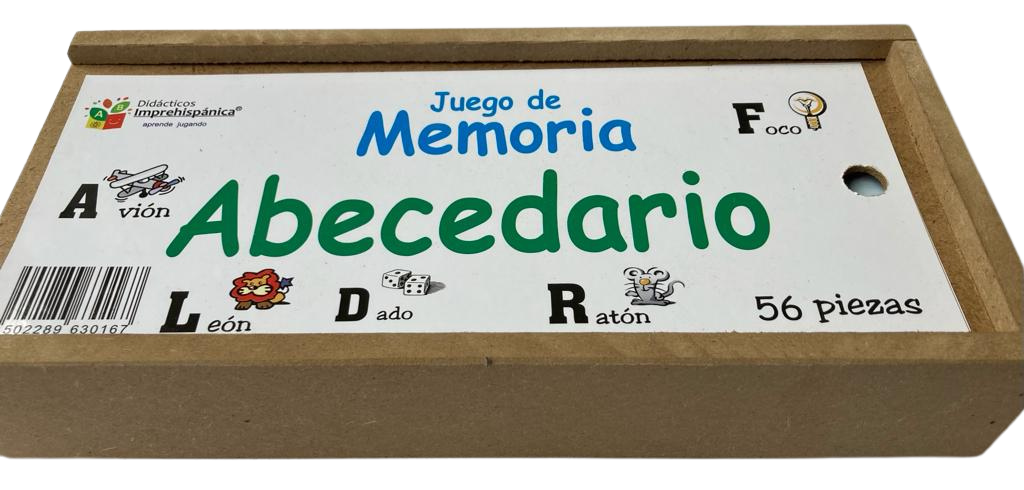 Didácticos
Imprehispánica®
aprende jugando
A B
Juego de
Memoria
Foco
Avión
Abecedario
León
Dado
Ratón
56 piezas
502289 630167